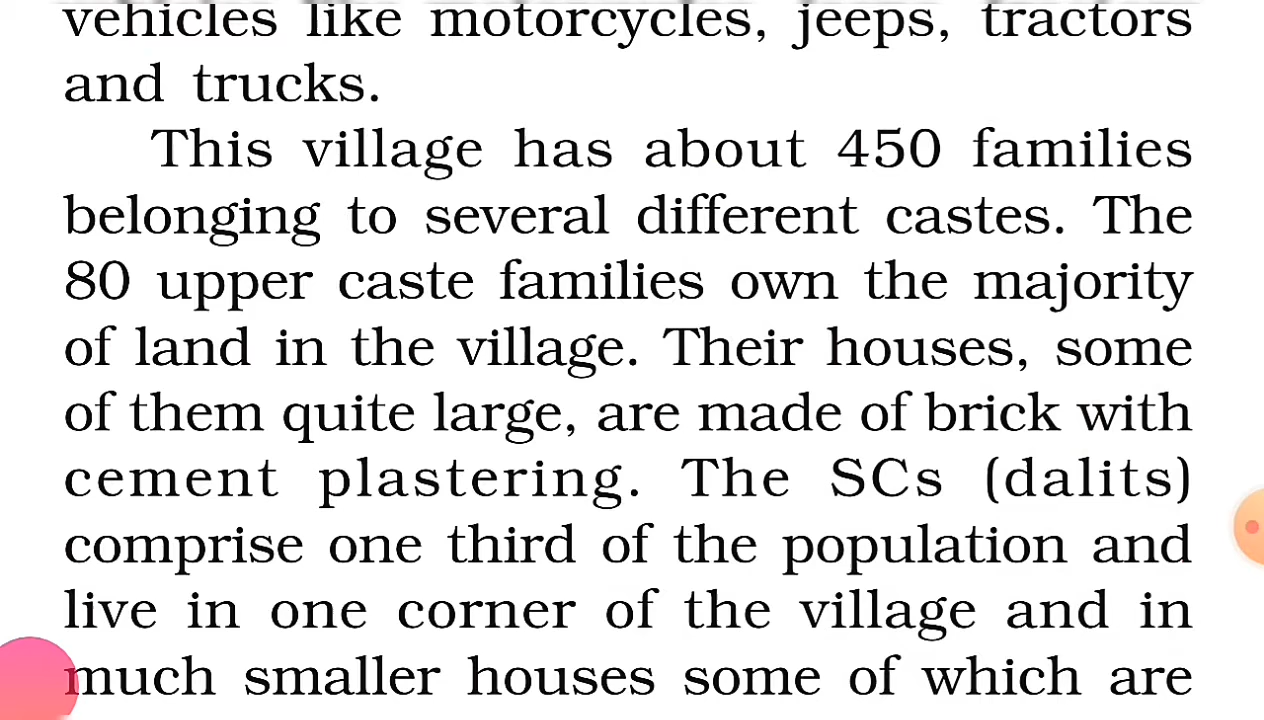 vehicles like motorcycles, jeeps, tractors
and trucks.
This village has about 450 families
belonging to several different castes. The
80 upper caste families own the majority
of land in the village. Their houses, some
of them quite large, are made of brick with
cement plastering. The SCs (dalits)
comprise one third of the population and
live in one corner of the village and in
much smaller houses some of which are